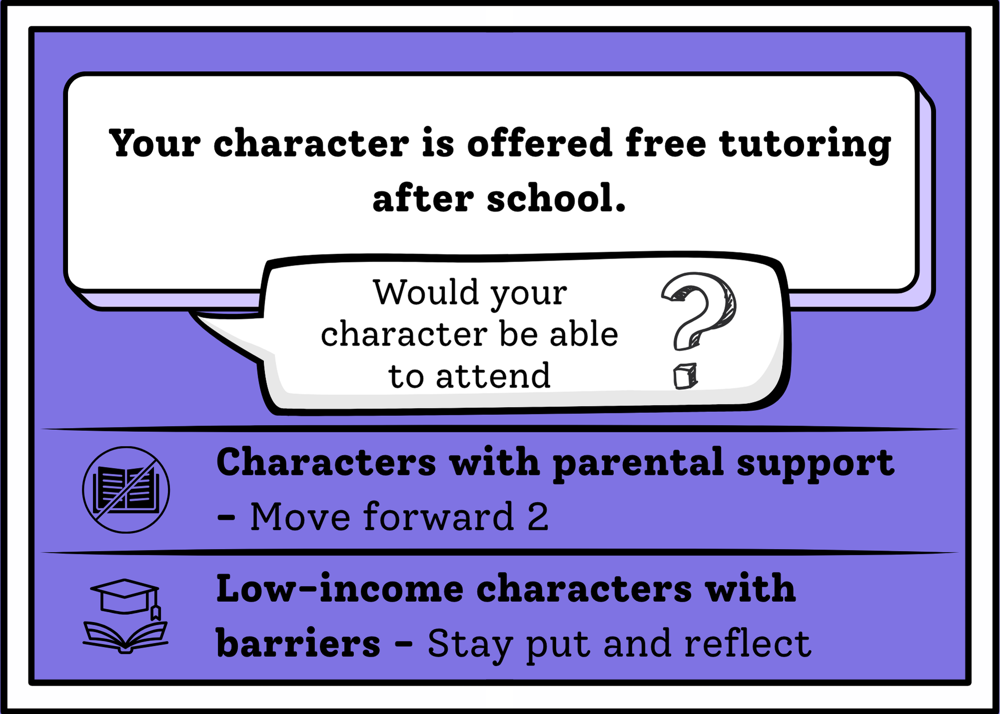 Your character is offered free tutoring
after school.
Would your
character be able
to attend
?
Characters with parental support
- Move forward 2
Low-income characters with
barriers - Stay put and reflect